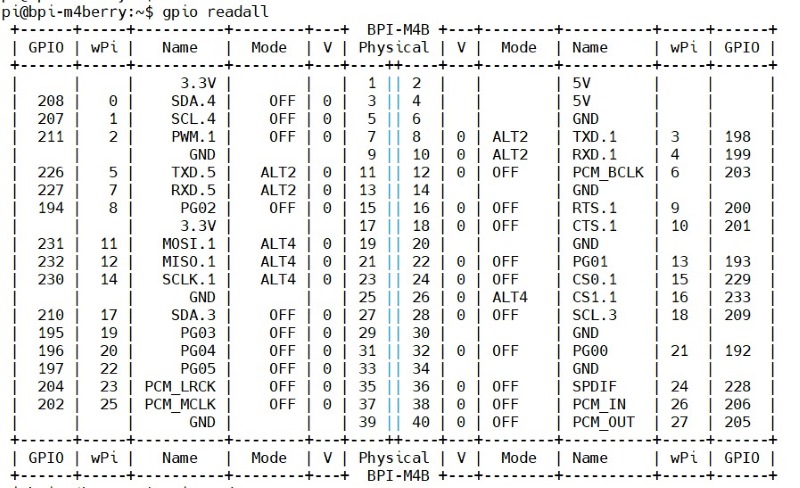 pi@bpi-m4berry:~$ gpio readall
+------+-----+----------+--------+---+ BPI-M4B +---+--------+----------+-----+------+
| GPIO | wPi | Name | Mode | V | Physical | V | Mode | Name | wPi | GPIO |
+------+-----+----------+--------+---+----++----+---+--------+----------+-----+------+
| | | 3.3V | | | 1 || 2 | | | 5V | | |
| 208 | 0 | SDA.4 | OFF | 0 | 3 || 4 | | | 5V | | |
| 207 | 1 | SCL.4 | OFF | 0 | 5 || 6 | | | GND | | |
| 211 | 2 | PWM.1 | OFF | 0 | 7 || 8 | 0 | ALT2 | TXD.1 | 3 | 198 |
| | | GND | | | 9 || 10 | 0 | ALT2 | RXD.1 | 4 | 199 |
| 226 | 5 | TXD.5 | ALT2 | 0 | 11 || 12 | 0 | OFF | PCM_BCLK | 6 | 203 |
| 227 | 7 | RXD.5 | ALT2 | 0 | 13 || 14 | | | GND | | |
| 194 | 8 | PG02 | OFF | 0 | 15 || 16 | 0 | OFF | RTS.1 | 9 | 200 |
| | | 3.3V | | | 17 || 18 | 0 | OFF | CTS.1 | 10 | 201 |
| 231 | 11 | MOSI.1 | ALT4 | 0 | 19 || 20 | | | GND | | |
| 232 | 12 | MISO.1 | ALT4 | 0 | 21 || 22 | 0 | OFF | PG01 | 13 | 193 |
| 230 | 14 | SCLK.1 | ALT4 | 0 | 23 || 24 | 0 | OFF | CS0.1 | 15 | 229 |
| | | GND | | | 25 || 26 | 0 | ALT4 | CS1.1 | 16 | 233 |
| 210 | 17 | SDA.3 | OFF | 0 | 27 || 28 | 0 | OFF | SCL.3 | 18 | 209 |
| 195 | 19 | PG03 | OFF | 0 | 29 || 30 | | | GND | | |
| 196 | 20 | PG04 | OFF | 0 | 31 || 32 | 0 | OFF | PG00 | 21 | 192 |
| 197 | 22 | PG05 | OFF | 0 | 33 || 34 | | | GND | | |
| 204 | 23 | PCM_LRCK | OFF | 0 | 35 || 36 | 0 | OFF | SPDIF | 24 | 228 |
| 202 | 25 | PCM_MCLK | OFF | 0 | 37 || 38 | 0 | OFF | PCM_IN | 26 | 206 |
| | | GND | | | 39 || 40 | 0 | OFF | PCM_OUT | 27 | 205 |
+------+-----+----------+--------+---+----++----+---+--------+----------+-----+------+
| GPIO | wPi | Name | Mode | V | Physical | V | Mode | Name | wPi | GPIO |
+------+-----+----------+--------+---+ BPI-M4B +---+--------+----------+-----+------+